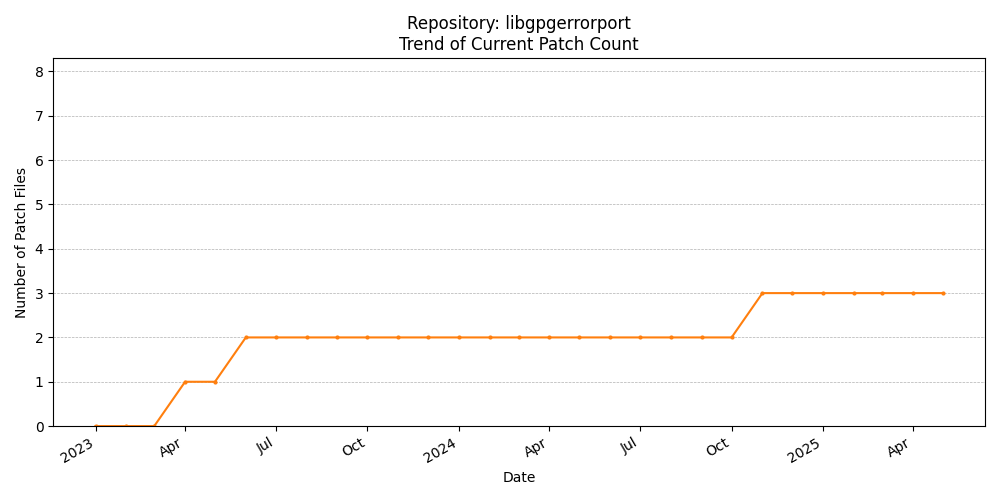 Repository: libgpgerrorport
Trend of Current Patch Count
Number of Patch Files
8
7
6
5
4
3
2
1
0
2023
Apr
Jul
Oct
2024
Apr
Jul
Oct
2025
Apr
Date